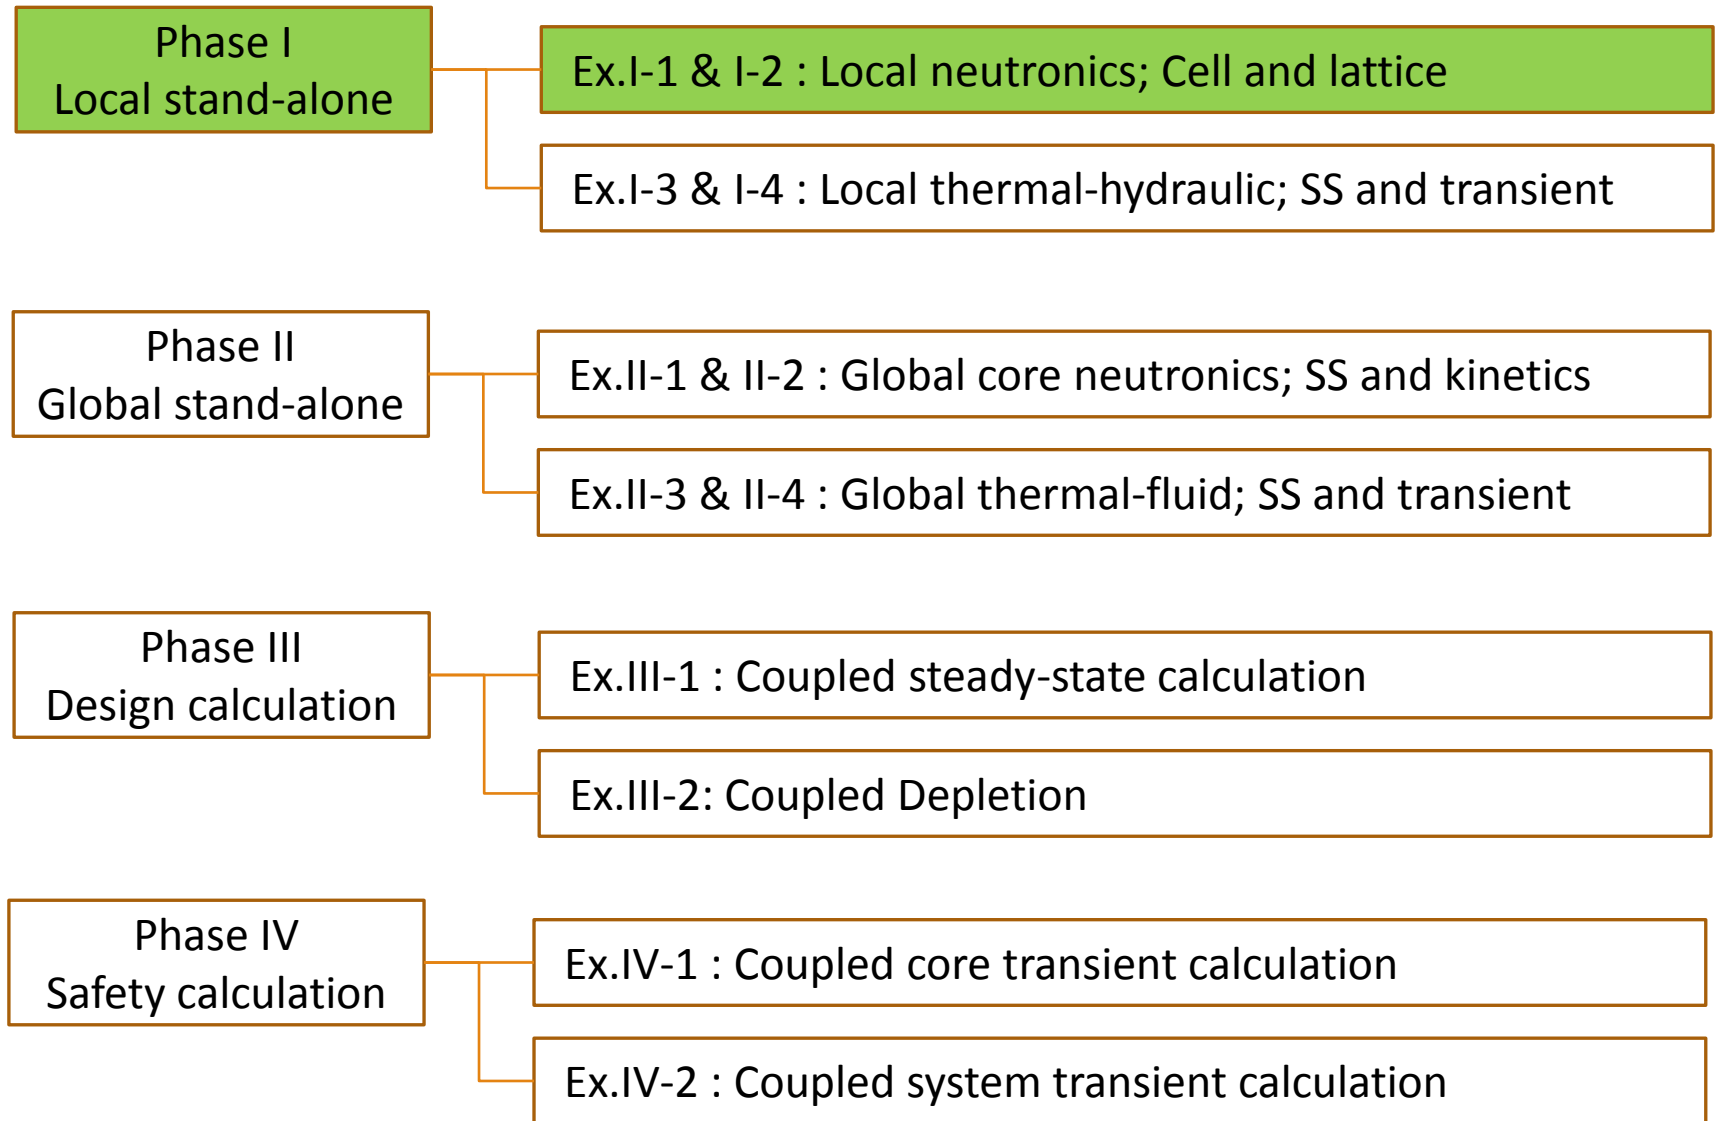 Phase I
Local stand-alone
Ex.I-1 & I-2 : Local neutronics; Cell and lattice
Ex.I-3 & I-4 : Local thermal-hydraulic; SS and transient
Phase II
Global stand-alone
Ex.II-1 & II-2 : Global core neutronics; SS and kinetics
Ex.II-3 & II-4 : Global thermal-fluid; SS and transient
Phase III
Design calculation
Ex.III-1 : Coupled steady-state calculation
Ex.III-2: Coupled Depletion
Phase IV
Safety calculation
Ex.IV-1 : Coupled core transient calculation
Ex.IV-2 : Coupled system transient calculation